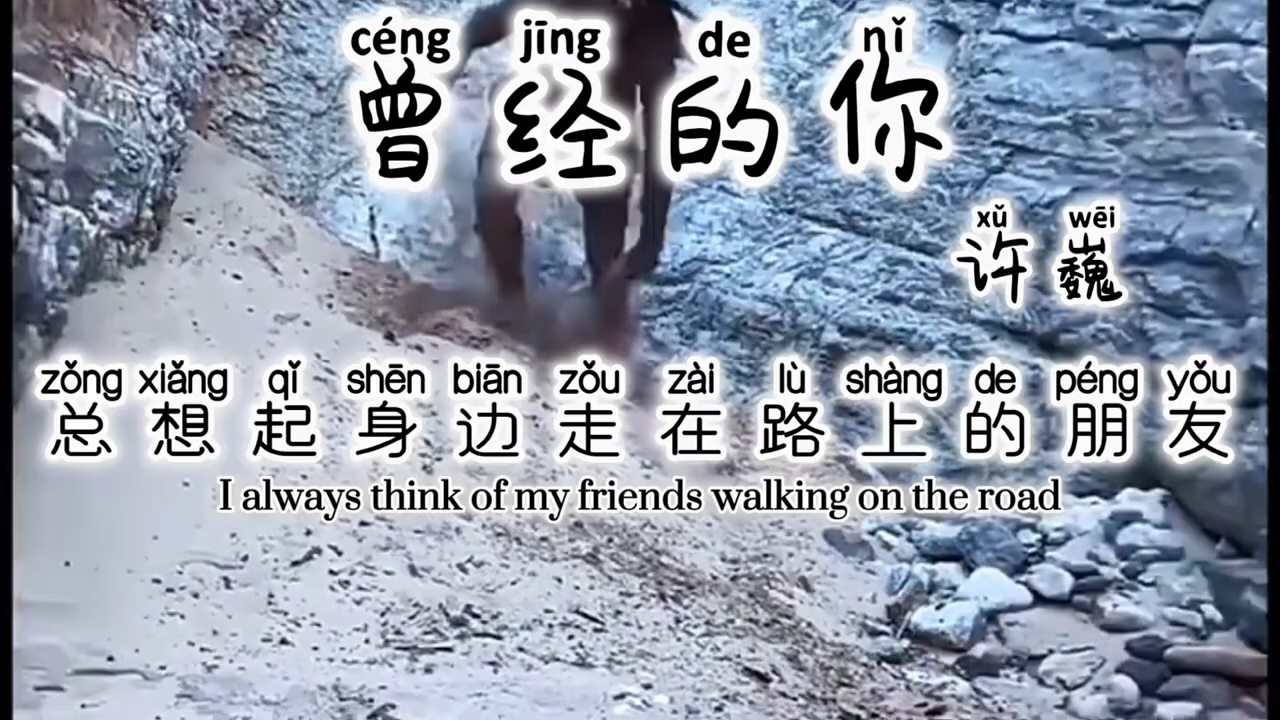 céng jīng de nǐ
曾经的你
xǔ wēi
许巍
zǒng xiǎng qǐ shēn biān zǒu zài lù shàng de péng yǒu
总想起身边走在路上的朋友
I always think of my friends walking on the road